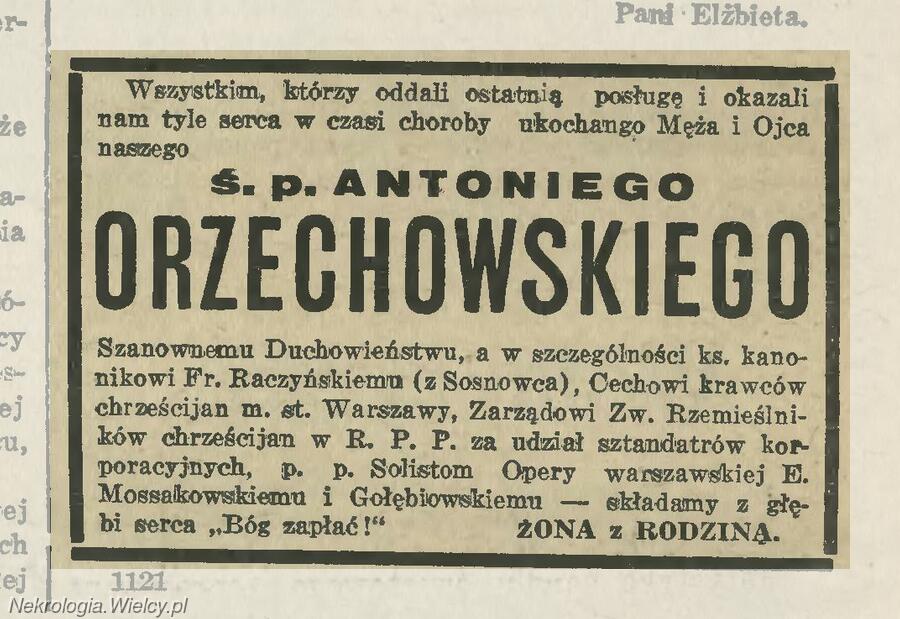 Pani Elżbieta.
Wszystkim, którzy oddali ostatnią posługę i okazali
nam tyle serca w czasi choroby ukochango Męża i Ojca
naszego
ś. p. ANTONIEGO
ORZECHOWSKIEGO
Szanownemu Duchowieństwu, a w szczególności ks. kano-
nikowi Fr. Raczyńskiemu (z Sosnowca), Cechowi krawców
chrześcijan m. st. Warszawy, Zarządowi Zw. Rzemieślni-
ków chrześcijan w R. P. P. za udział sztandatrów kor-
poracyjnych, p. p. Solistom Opery warszawskiej E.
Mossakowskiemu i Gołębiowskiemu — składamy z głę-
bi serca „Bóg zapłać!“ ŻONA z RODZINĄ.
1121
Nekrologia.Wielcy.pl